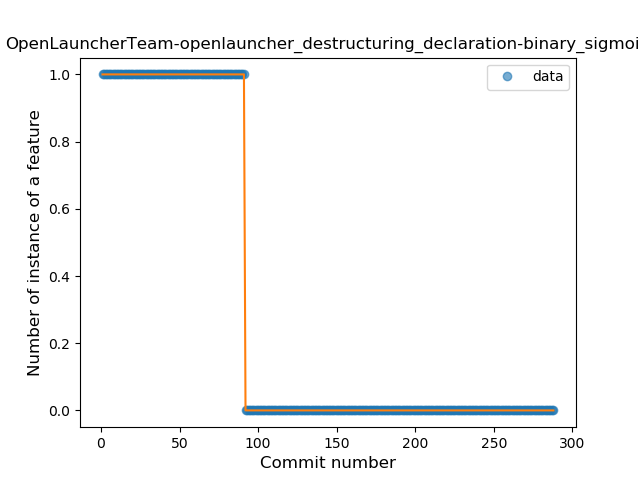 OpenLauncherTeam-openlauncher_destructuring_declaration-binary_sigmoi
data
Number of instance of a feature
1.0
0.8
0.6
0.4
0.2
0.0
0 50 100 150 200 250 300
Commit number